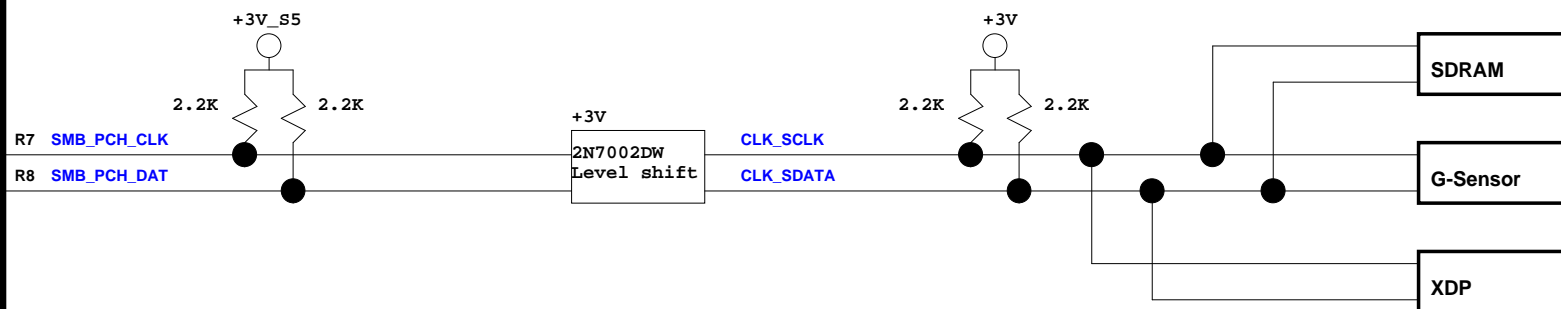 +3V_S5
+3V
SDRAM
2.2K
2.2K
2.2K
2.2K
+3V
R7 SMB_PCH_CLK
2N7002DW
Level shift
CLK_SCLK
R8 SMB_PCH_DAT
CLK_SDATA
G-Sensor
XDP